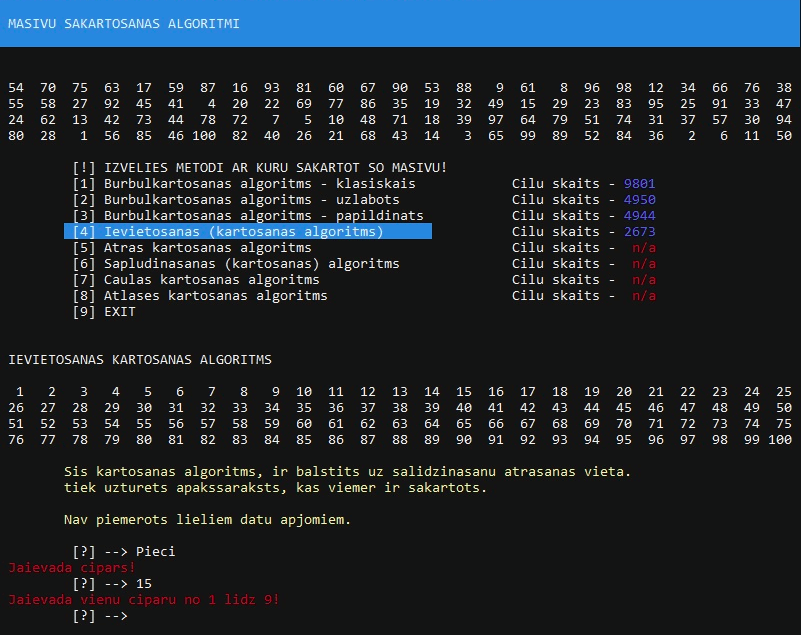 MASIVU SAKARTOSANAS ALGORITMI
54 70 75 63 17 59 87 16 93 81 60 67 90 53 88 9 61 8 96 98 12 34 66 76 38
55 58 27 92 45 41 4 20 22 69 77 86 35 19 32 49 15 29 23 83 95 25 91 33 47
24 62 13 42 73 44 78 72 7 5 10 48 71 18 39 97 64 79 51 74 31 37 57 30 94
80 28 1 56 85 46 100 82 40 26 21 68 43 14 3 65 99 89 52 84 36 2 6 11 50
[!] IZVELIES METODI AR KURU SAKARTOT SO MASIVU!
[1] Burbulkartosanas algoritms - klasiskais Cilu skaits - 9801
[2] Burbulkartosanas algoritms - uzlabots Cilu skaits - 4950
[3] Burbulkartosanas algoritms - papildinats Cilu skaits - 4944
[4] Ievietosanas (kartosanas algoritms) Cilu skaits - 2673
[5] Atras kartosanas algoritms Cilu skaits - n/a
[6] Sapludinasanas (kartosanas) algoritms Cilu skaits - n/a
[7] Caulas kartosanas algoritms Cilu skaits - n/a
[8] Atlases kartosanas algoritms Cilu skaits - n/a
[9] EXIT
IEVIETOSANAS KARTOSANAS ALGORITMS
1 2 3 4 5 6 7 8 9 10 11 12 13 14 15 16 17 18 19 20 21 22 23 24 25
26 27 28 29 30 31 32 33 34 35 36 37 38 39 40 41 42 43 44 45 46 47 48 49 50
51 52 53 54 55 56 57 58 59 60 61 62 63 64 65 66 67 68 69 70 71 72 73 74 75
76 77 78 79 80 81 82 83 84 85 86 87 88 89 90 91 92 93 94 95 96 97 98 99 100
Sis kartosanas algoritms, ir balstits uz salidzinasanu atrasanas vieta.
tiek uzturets apakssaraksts, kas viemer ir sakartots.
Nav piemerots lieliem datu apjomiem.
[?] --> Pieci
Jaievada cipars!
[?] --> 15
Jaievada vienu ciparu no 1 lidz 9!
[?] -->